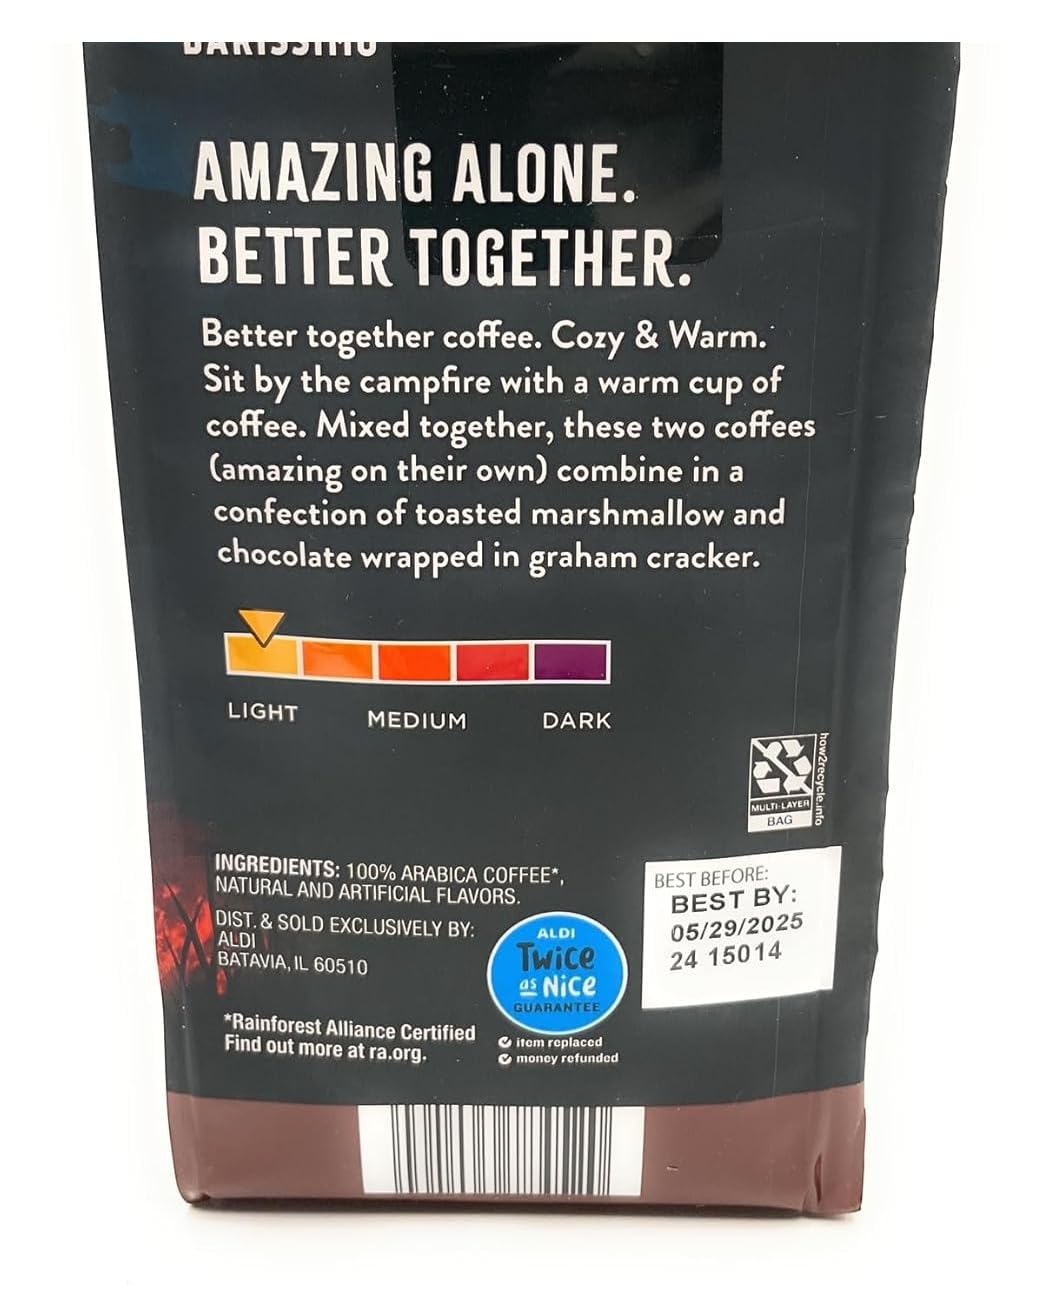 BARISSIMO
AMAZING ALONE.
BETTER TOGETHER.
Better together coffee. Cozy & Warm.
Sit by the campfire with a warm cup of
coffee. Mixed together, these two coffees
(amazing on their own) combine in a
confection of toasted marshmallow and
chocolate wrapped in graham cracker.
LIGHT MEDIUM DARK
how2recycle.info
MULTI-LAYER
BAG
INGREDIENTS: 100% ARABICA COFFEE*,
NATURAL AND ARTIFICIAL FLAVORS.
DIST. & SOLD EXCLUSIVELY BY:
ALDI
BATAVIA, IL 60510
*Rainforest Alliance Certified
Find out more at ra.org.
ALDI
Twice
as Nice
GUARANTEE
item replaced
money refunded
BEST BEFORE:
BEST BY:
05/29/2025
24 15014